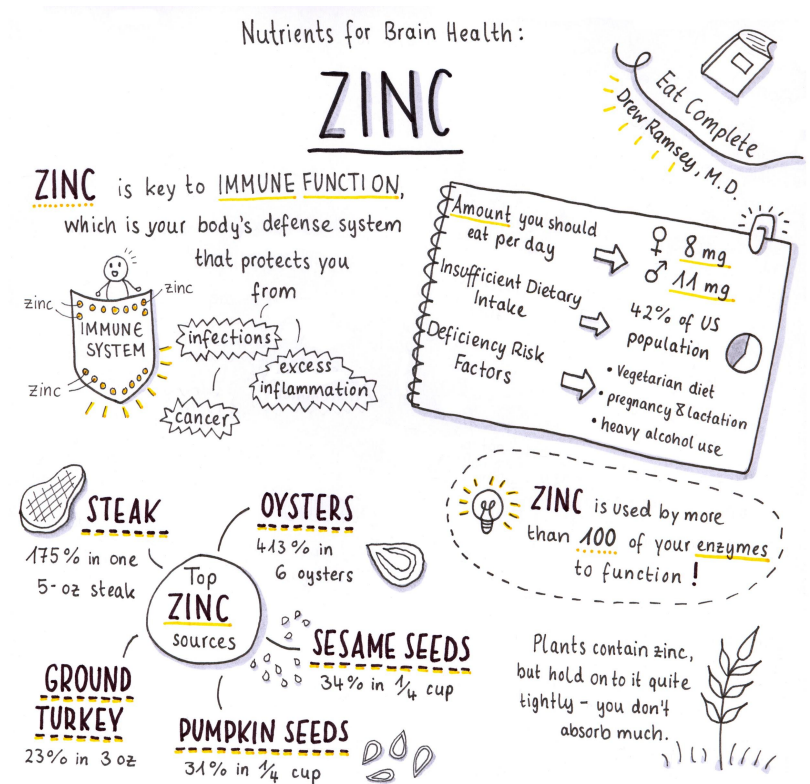 Nutrients for Brain Health:
ZINC
Eat Complete
Drew Ramsey, M.D.
ZINC is key to IMMUNE FUNCTION,
which is your body's defense system
that protects you
from
zinc
zinc
IMMUNE
SYSTEM
zinc
infections
excess
inflammation
cancer
Amount you should
eat per day
♀ 8 mg
♂ 11 mg
Insufficient Dietary
Intake
42% of US
population
Deficiency Risk
Factors
• Vegetarian diet
• pregnancy & lactation
• heavy alcohol use
STEAK
175% in one
5-oz steak
OYSTERS
413% in
6 oysters
Top
ZINC
sources
SESAME SEEDS
34% in 1/4 cup
GROUND
TURKEY
23% in 3 oz
PUMPKIN SEEDS
31% in 1/4 cup
ZINC is used by more
than 100 of your enzymes
to function!
Plants contain zinc,
but hold on to it quite
tightly – you don't
absorb much.